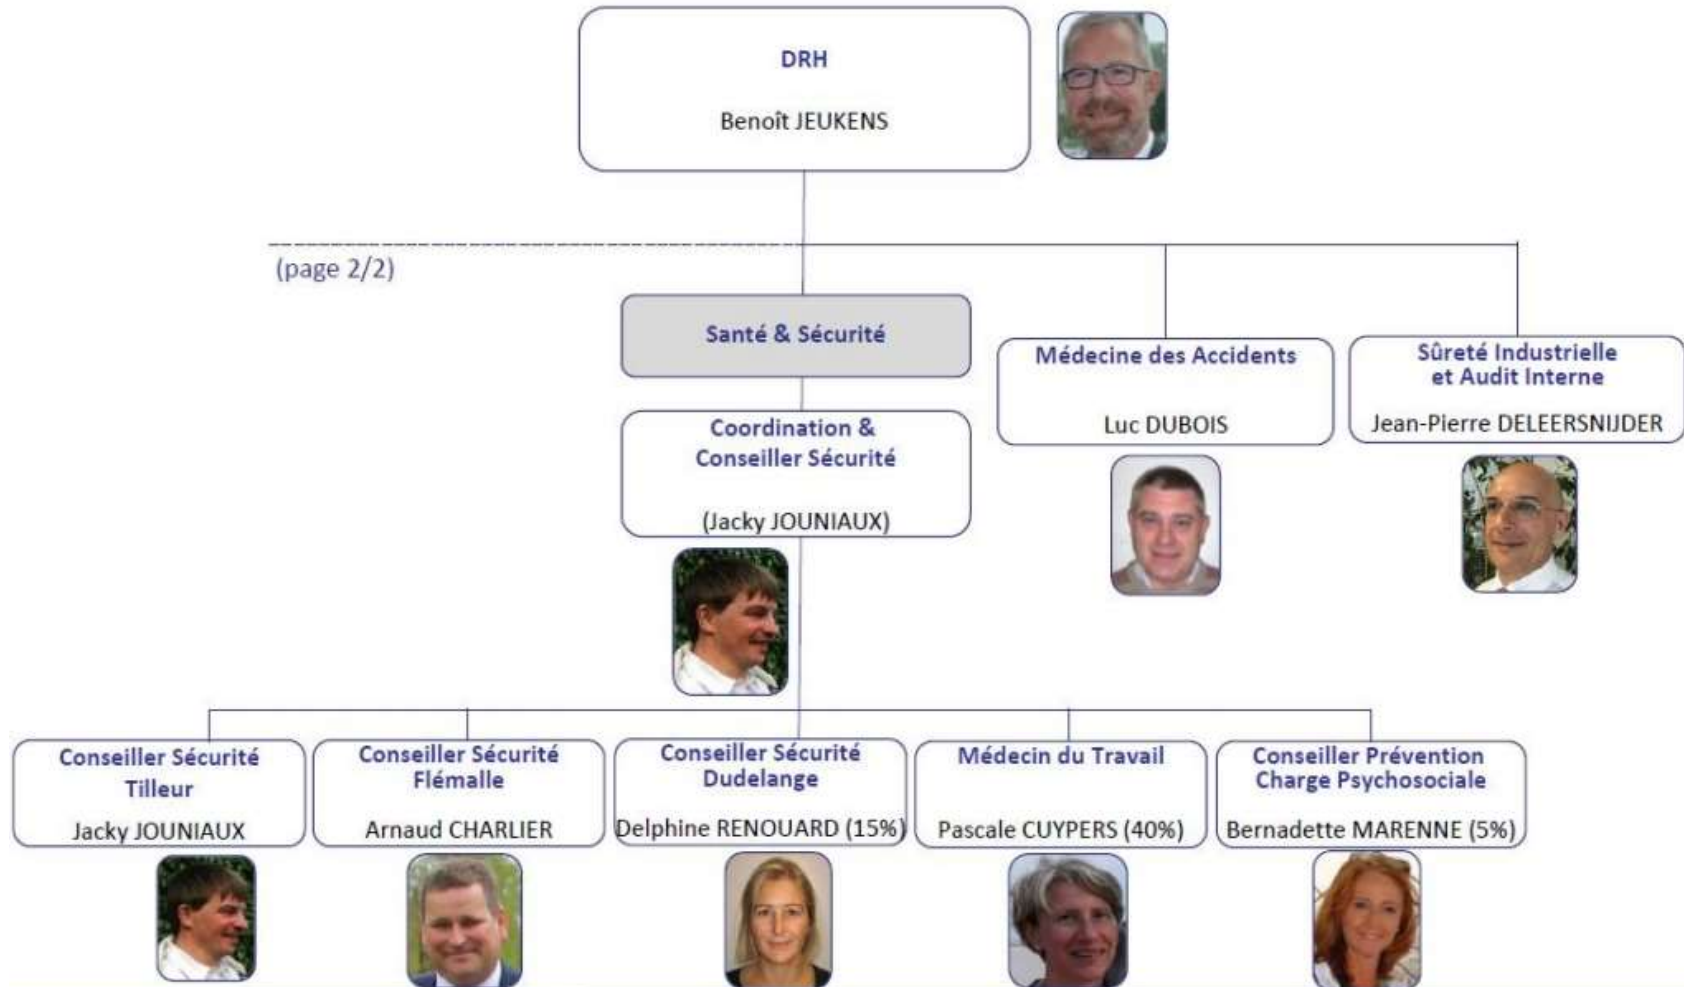 DRH
Benoît JEUKENS
(page 2/2)
Santé & Sécurité
Médecine des Accidents
Luc DUBOIS
Sûreté Industrielle
et Audit Interne
Jean-Pierre DELEERSNIJDER
Coordination &
Conseiller Sécurité
(Jacky JOUNIAUX)
Conseiller Sécurité
Tilleur
Jacky JOUNIAUX
Conseiller Sécurité
Flémalle
Arnaud CHARLIER
Conseiller Sécurité
Dudelange
Delphine RENOUARD (15%)
Médecin du Travail
Pascale CUYPERS (40%)
Conseiller Prévention
Charge Psychosociale
Bernadette MARENNE (5%)